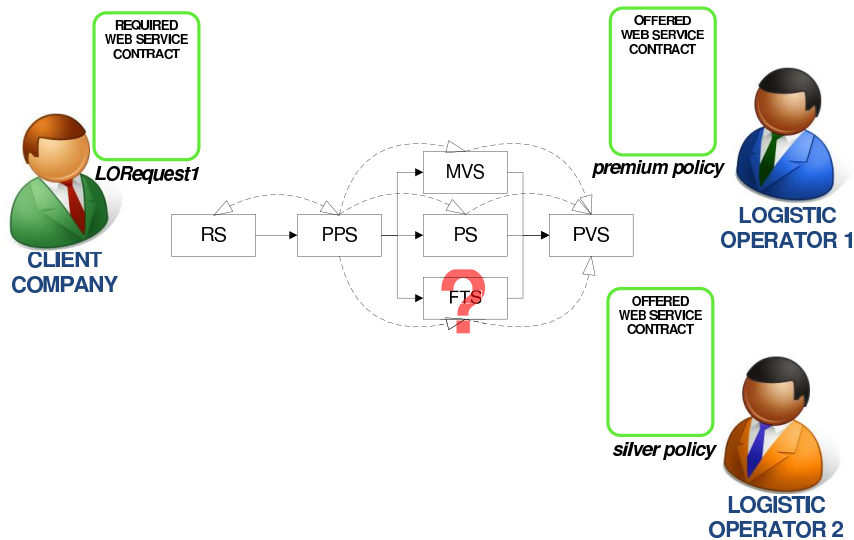 REQUIRED
WEB SERVICE
CONTRACT
LORequest1
CLIENT
COMPANY
OFFERED
WEB SERVICE
CONTRACT
premium policy
LOGISTIC
OPERATOR 1
MVS
RS
PPS
PS
PVS
FTS
?
OFFERED
WEB SERVICE
CONTRACT
silver policy
LOGISTIC
OPERATOR 2